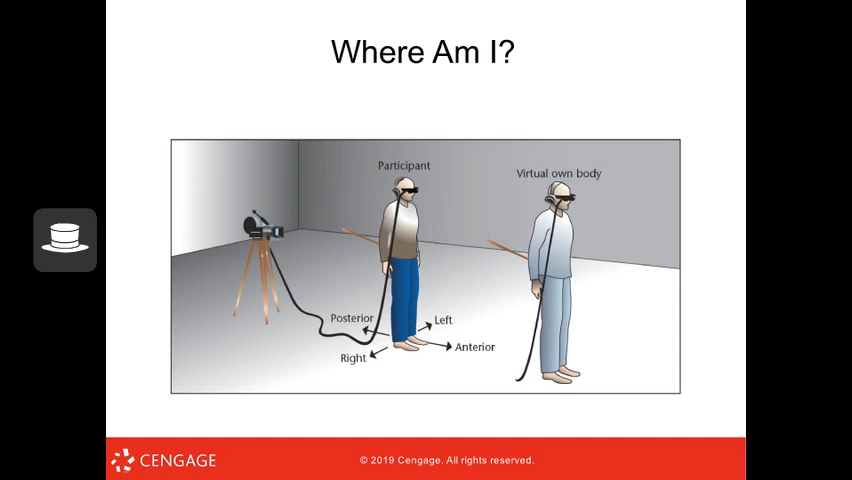 Where Am I?
Participant
Virtual own body
Posterior
Left
Right
Anterior
CENGAGE
© 2019 Cengage. All rights reserved.